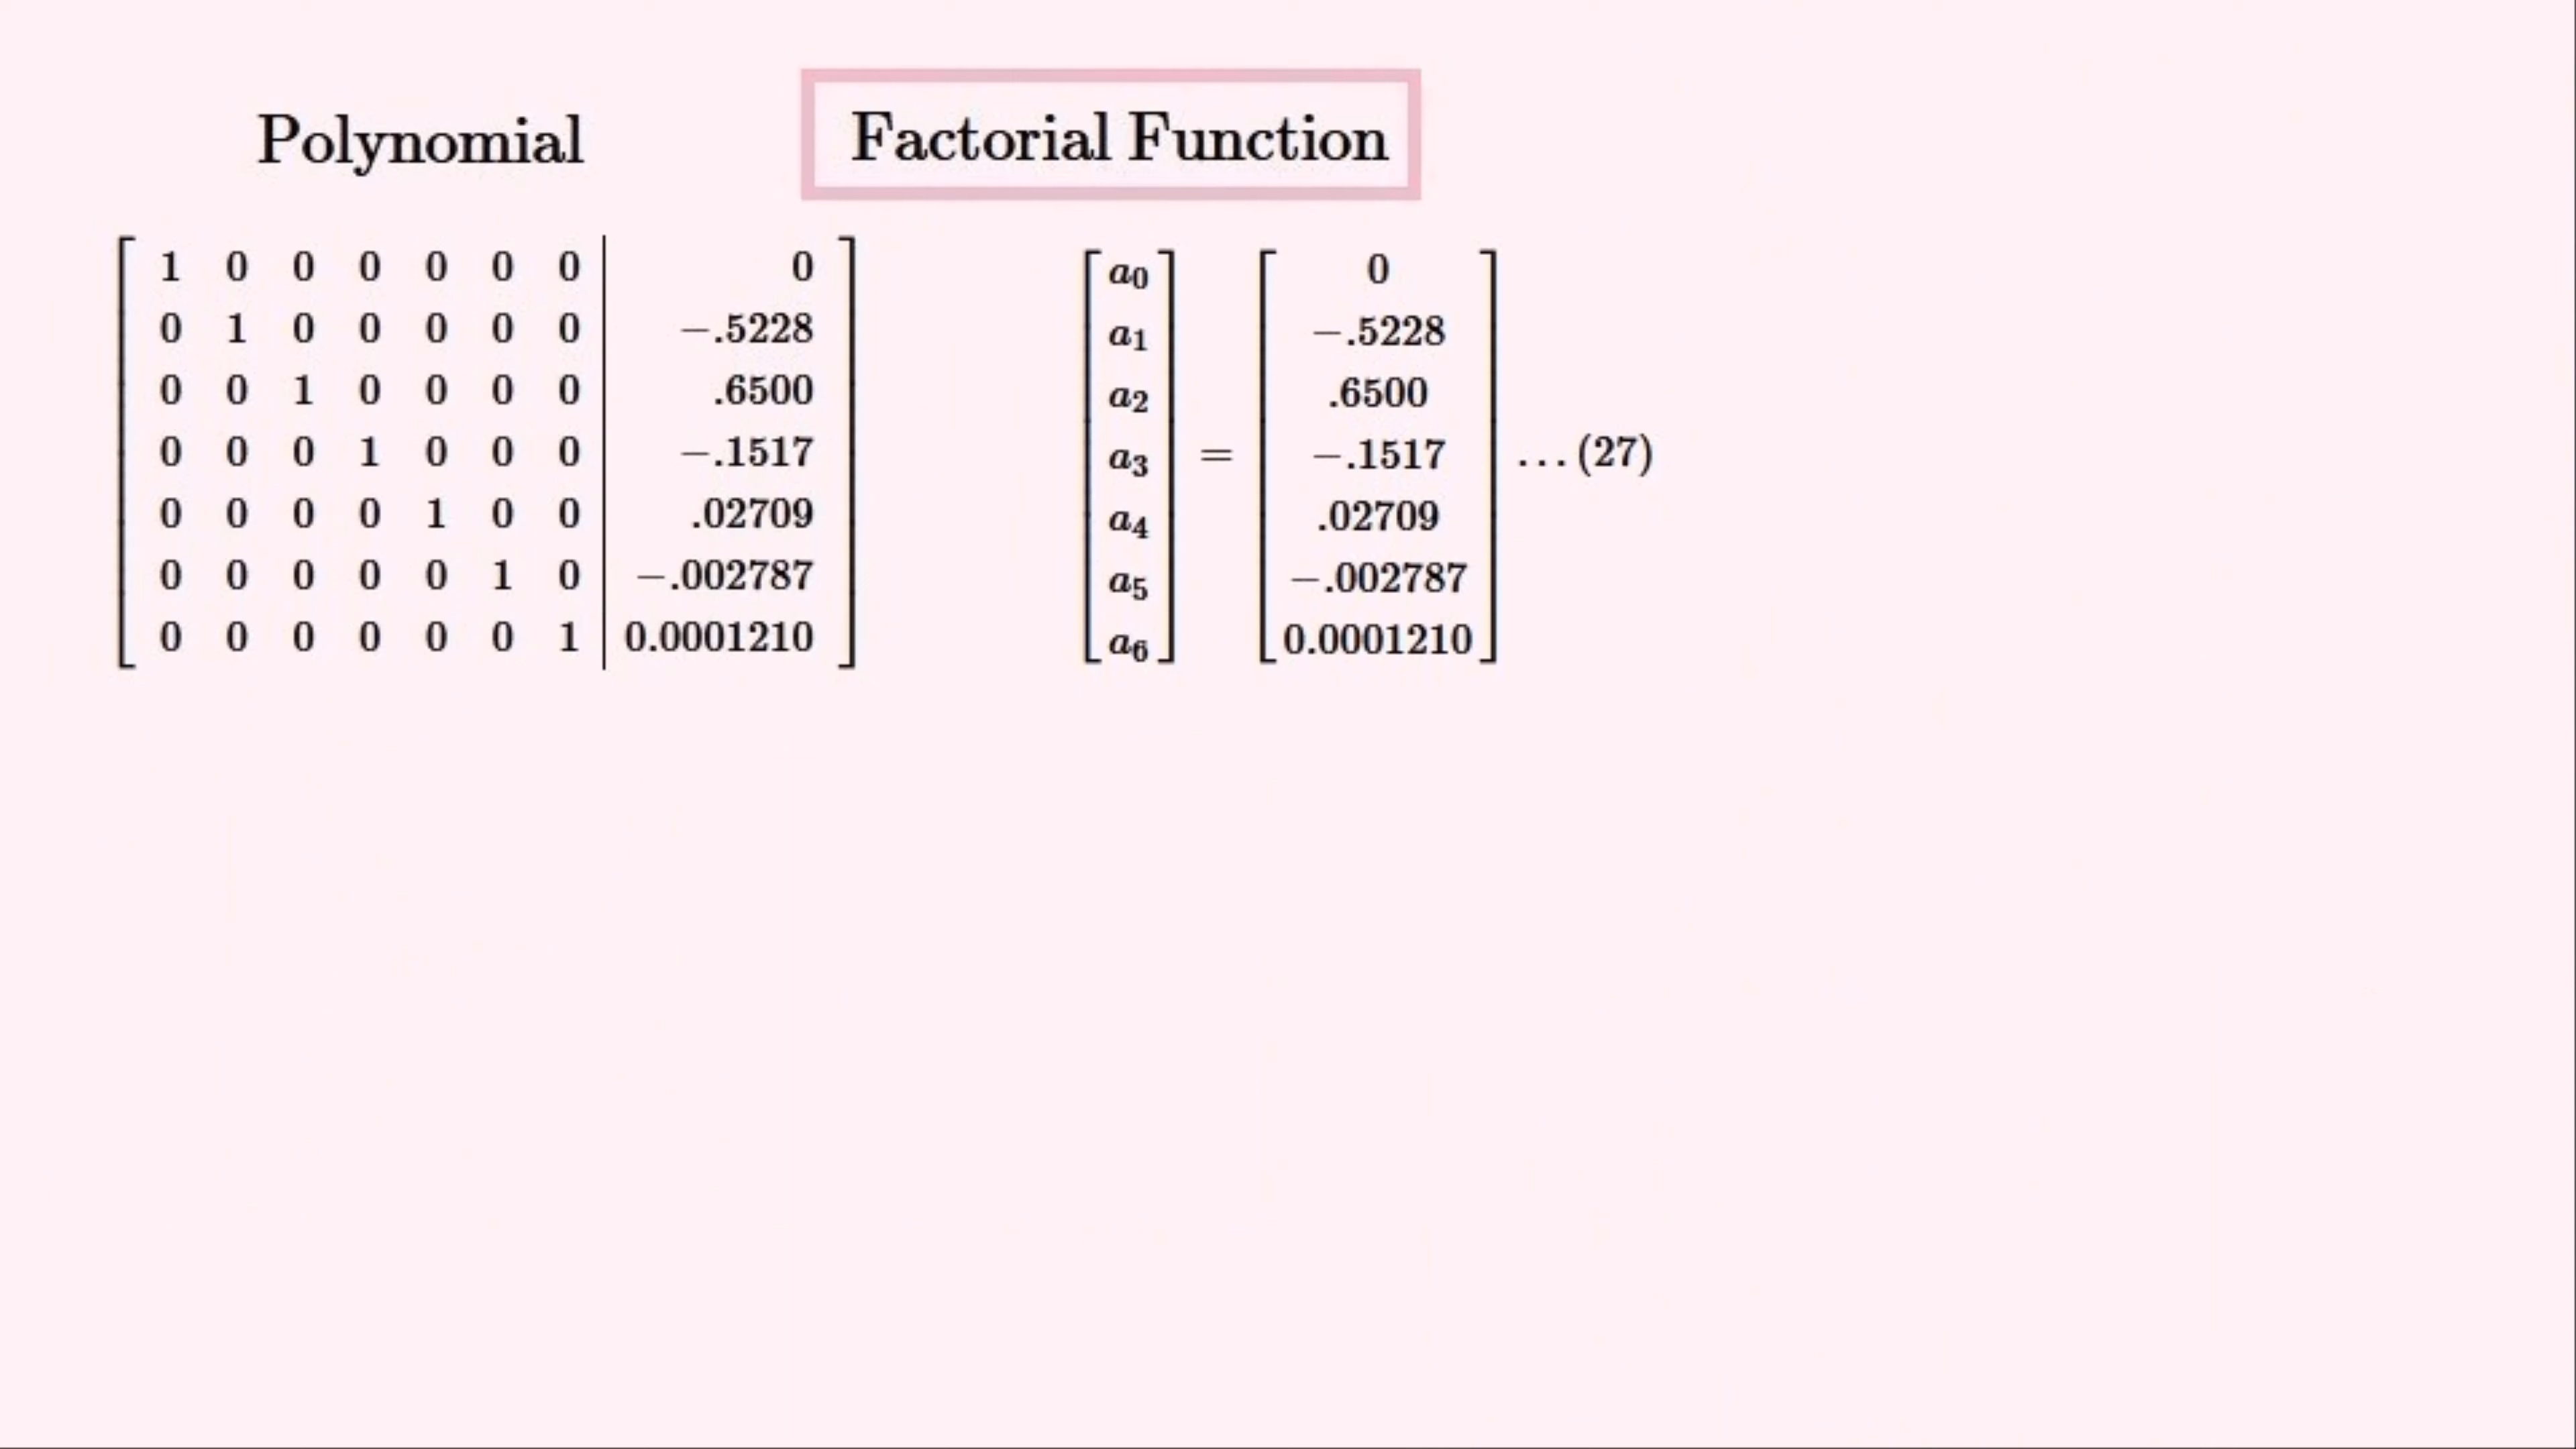 Polynomial Factorial Function
1 0 0 0 0 0 0 0
0 1 0 0 0 0 0 −.5228
0 0 1 0 0 0 0 .6500
0 0 0 1 0 0 0 −.1517
0 0 0 0 1 0 0 .02709
0 0 0 0 0 1 0 −.002787
0 0 0 0 0 0 1 0.0001210
a₀ 0
a₁ −.5228
a₂ .6500
a₃ = −.1517 ...(27)
a₄ .02709
a₅ −.002787
a₆ 0.0001210